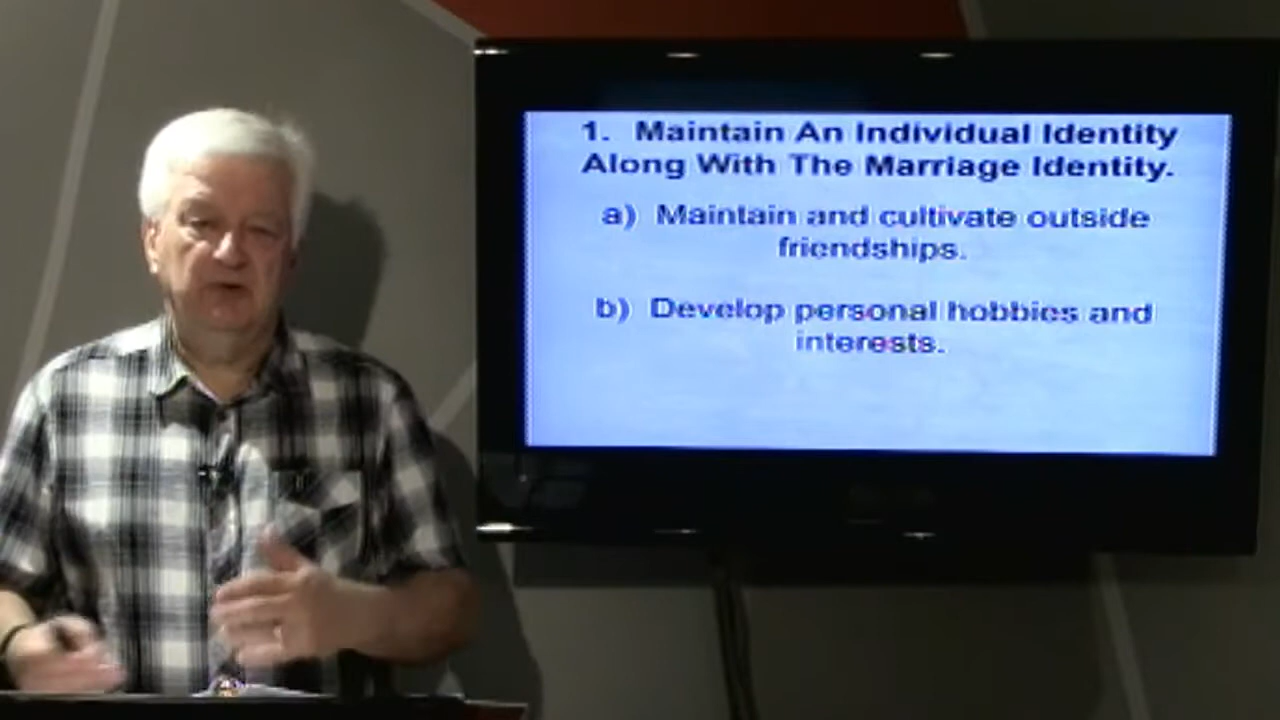 1. Maintain An Individual Identity
Along With The Marriage Identity.
a) Maintain and cultivate outside
friendships.
b) Develop personal hobbies and
interests.